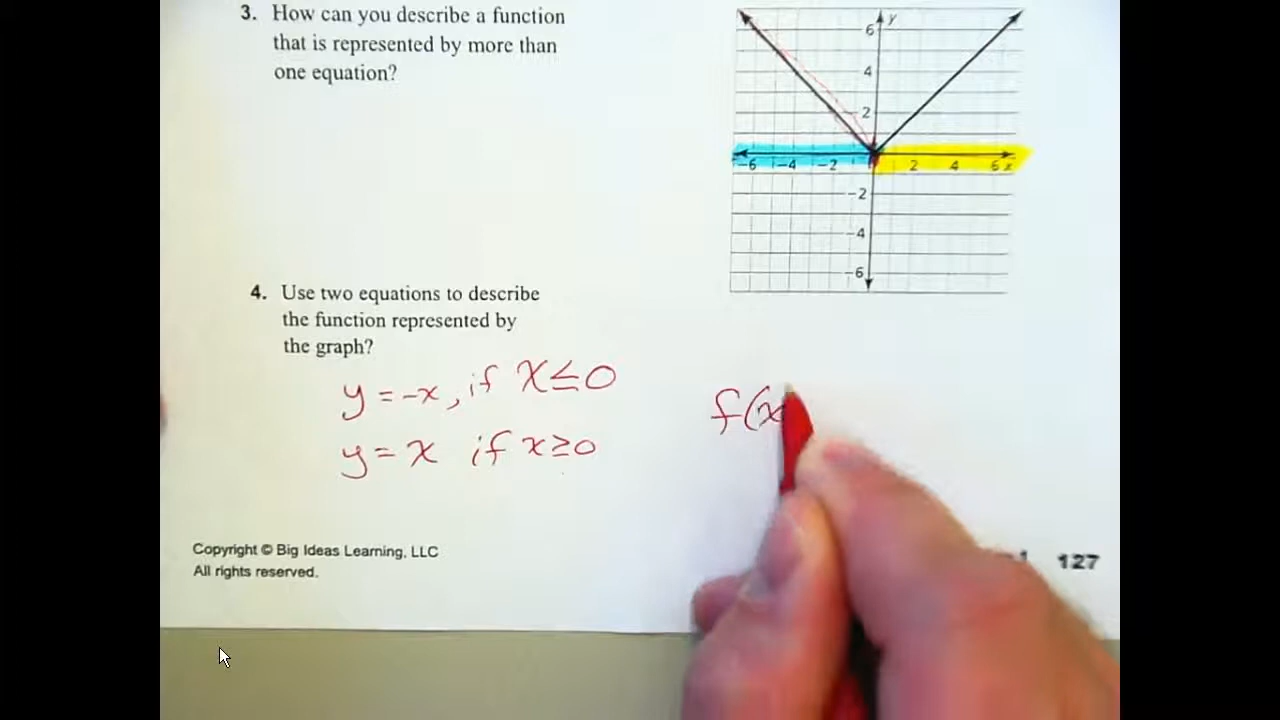 3. How can you describe a function
that is represented by more than
one equation?
y
6
4
2
-6 -4 -2 2 4 6 x
-2
-4
-6
4. Use two equations to describe
the function represented by
the graph?
y = -x, if x ≤ 0
y = x if x ≥ 0
f(x
Copyright © Big Ideas Learning, LLC
All rights reserved.
127